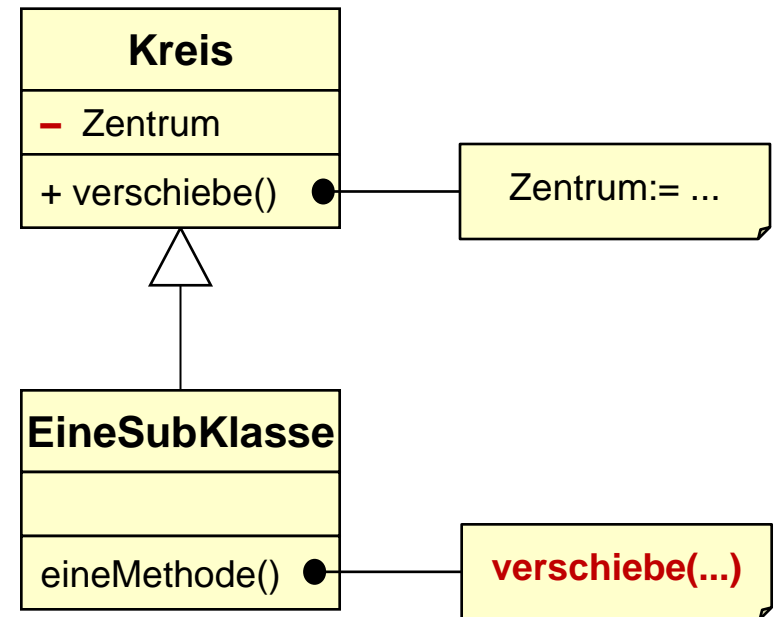 Kreis
– Zentrum
+ verschiebe()
Zentrum:= ...
EineSubKlasse
eineMethode()
verschiebe(...)